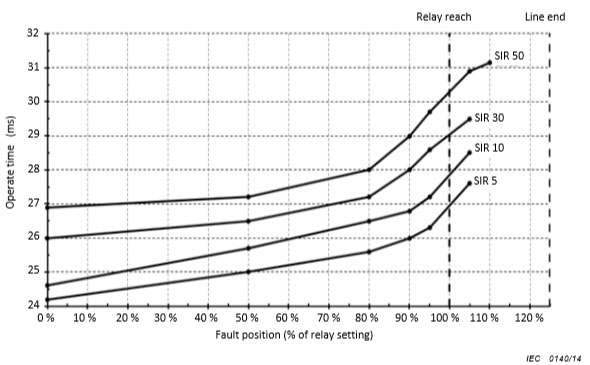 Relay reach Line end
32
31
30
29
28
27
26
25
24
Operate time (ms)
SIR 50
SIR 30
SIR 10
SIR 5
0 % 10 % 20 % 30 % 40 % 50 % 60 % 70 % 80 % 90 % 100 % 110 % 120 %
Fault position (% of relay setting)
IEC 0140/14